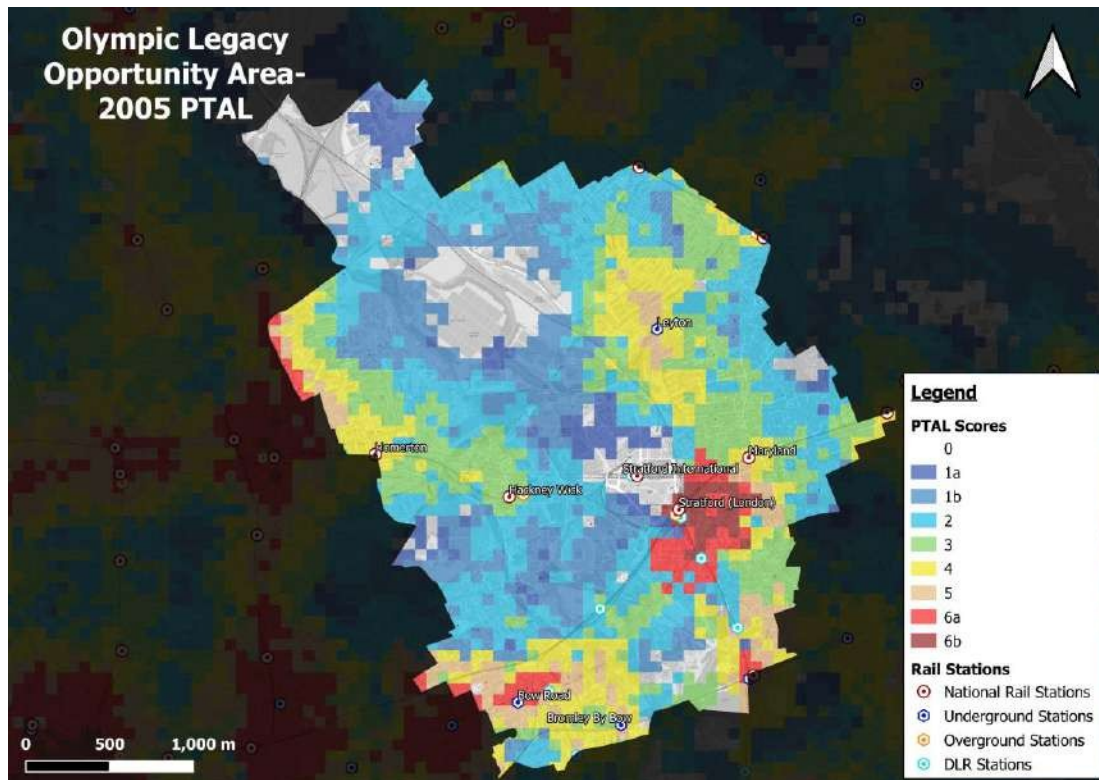 Olympic Legacy
Opportunity Area-
2005 PTAL
Leyton
Homerton
Maryland
Stratford International
Hackney Wick
Stratford (London)
Bow Road
Bromley By Bow
0 500 1,000 m
Legend
PTAL Scores
0
1a
1b
2
3
4
5
6a
6b
Rail Stations
National Rail Stations
Underground Stations
Overground Stations
DLR Stations